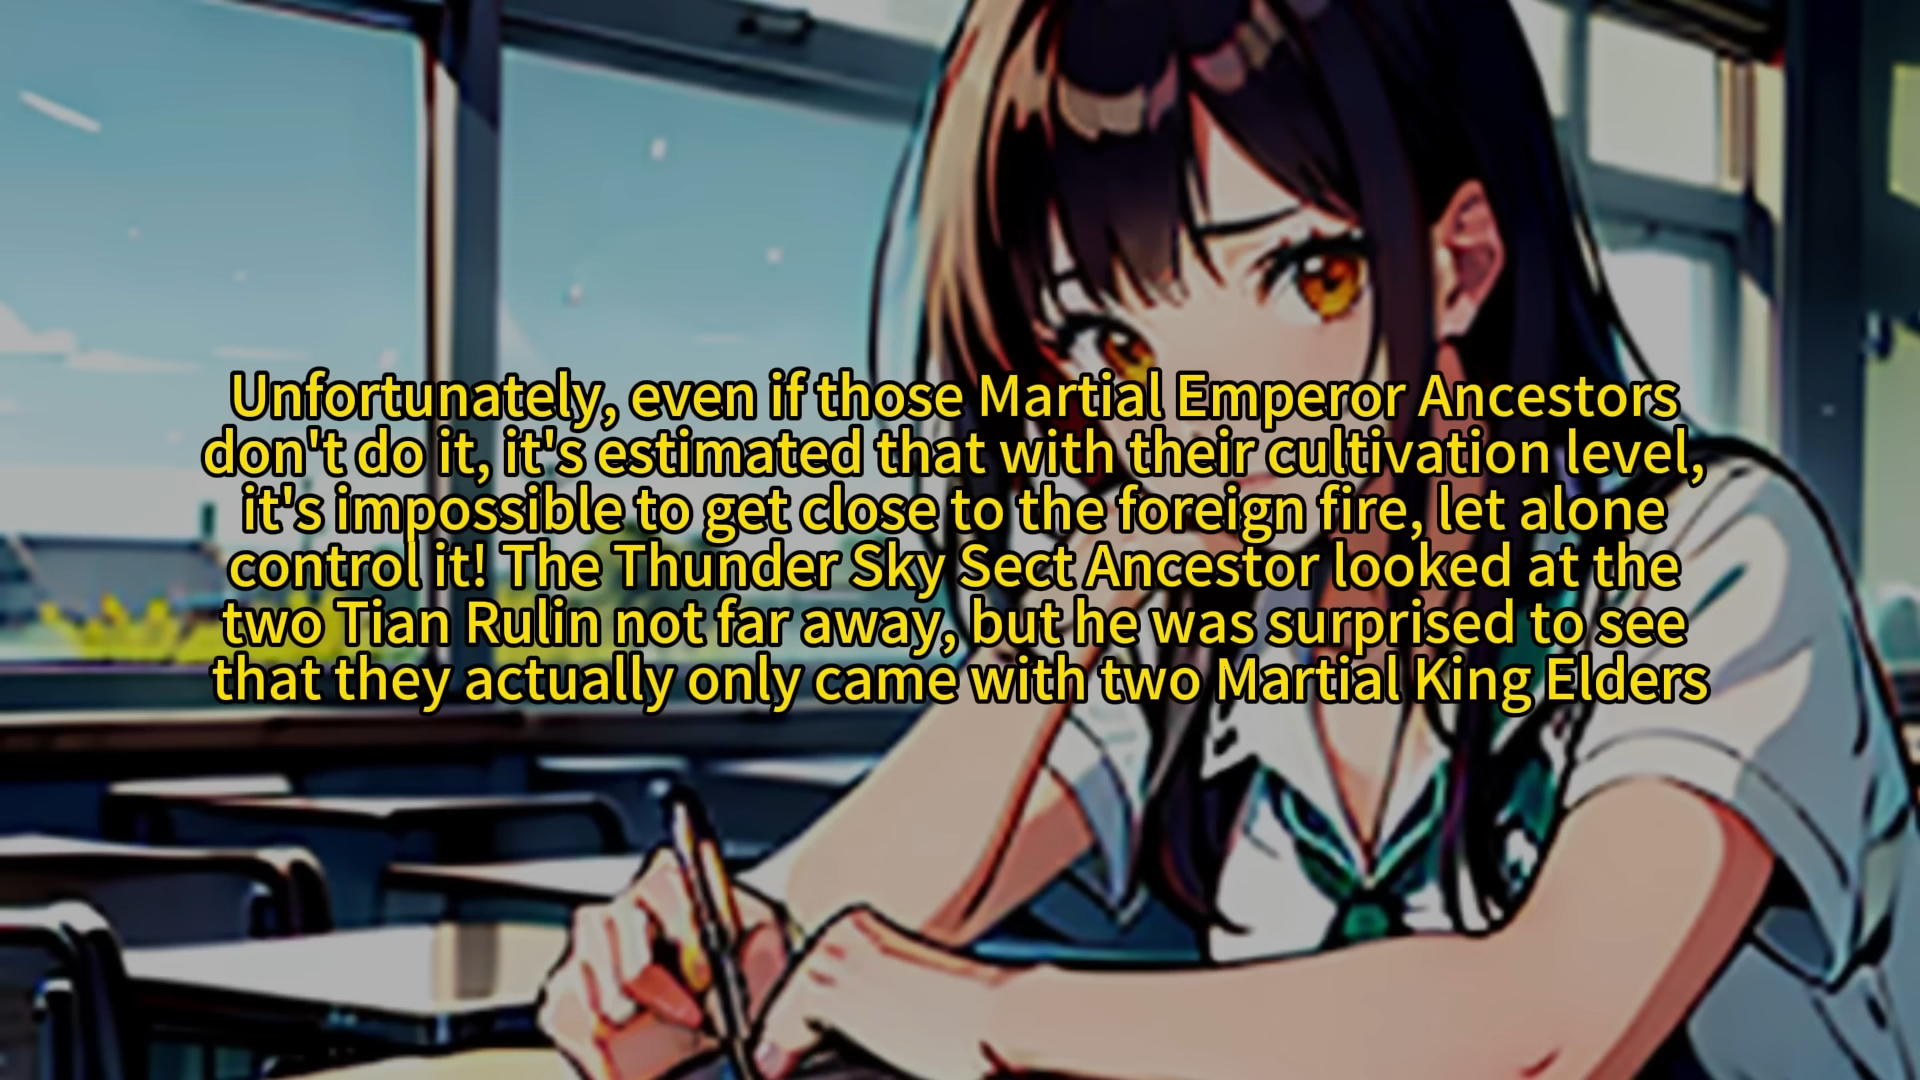 Unfortunately, even if those Martial Emperor Ancestors
don't do it, it's estimated that with their cultivation level,
it's impossible to get close to the foreign fire, let alone
control it! The Thunder Sky Sect Ancestor looked at the
two Tian Rulin not far away, but he was surprised to see
that they actually only came with two Martial King Elders